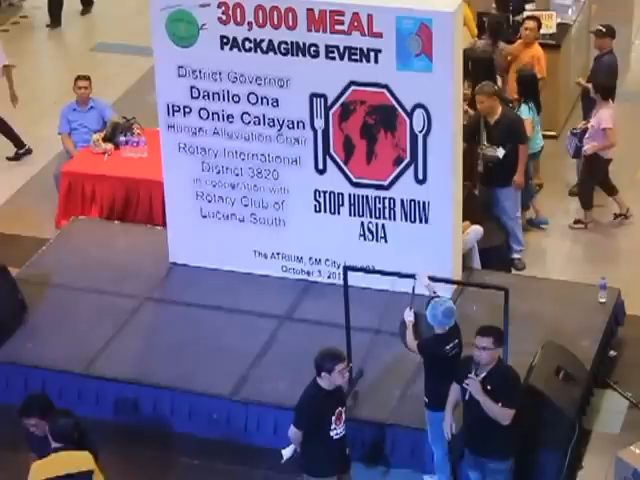 30,000 MEAL
PACKAGING EVENT
District Governor
Danilo Ona
IPP Onie Calayan
Hunger Alleviation Chair
Rotary International
District 3820
in cooperation with
Rotary Club of
Lucena South
STOP HUNGER NOW
ASIA
The ATRIUM, SM City
October 3,